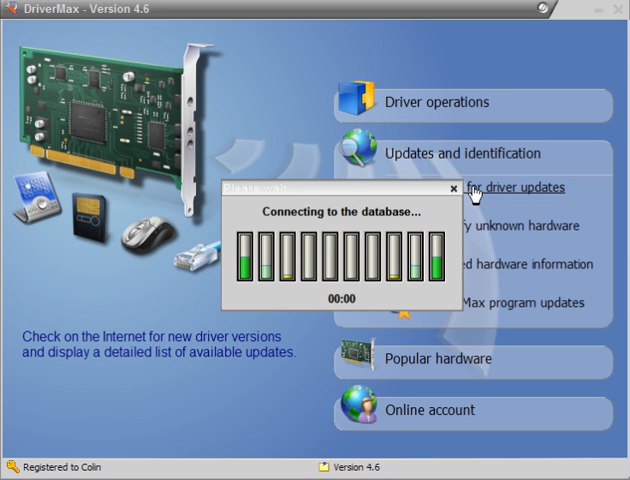 DriverMax - Version 4.6
Driver operations
Updates and identification
Please wait...
for driver updates
Connecting to the database...
fy unknown hardware
ed hardware information
00:00
Max program updates
Check on the Internet for new driver versions
and display a detailed list of available updates.
Popular hardware
Online account
Registered to Colin
Version 4.6